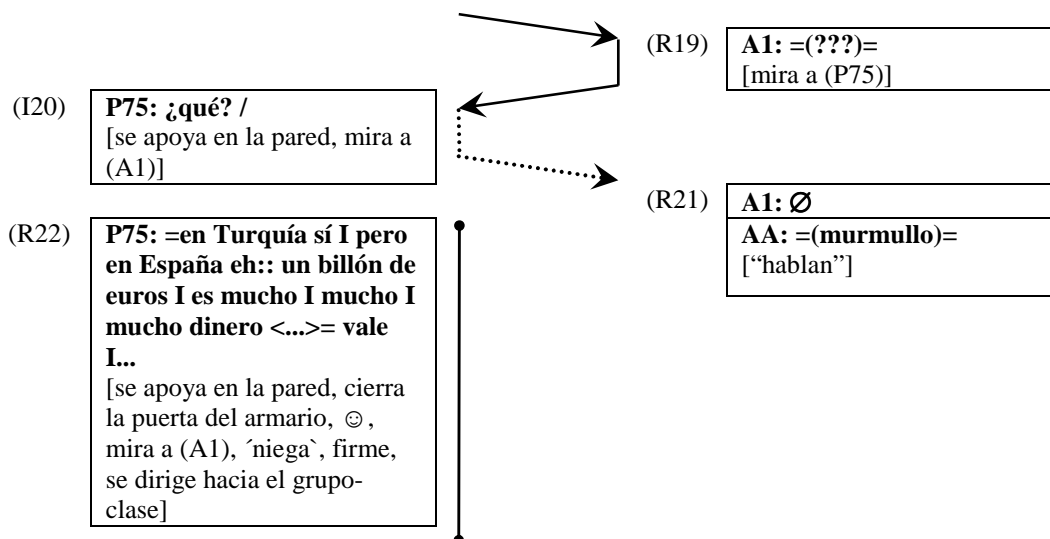 (R19)
A1: =(???)=
[mira a (P75)]
(I20)
P75: ¿qué? /
[se apoya en la pared, mira a
(A1)]
(R21)
A1: ∅
AA: =(murmullo)=
[“hablan”]
(R22)
P75: =en Turquía sí I pero
en España eh:: un billón de
euros I es mucho I mucho I
mucho dinero <...>= vale
I...
[se apoya en la pared, cierra
la puerta del armario, ☺,
mira a (A1), ´niega`, firme,
se dirige hacia el grupo-
clase]